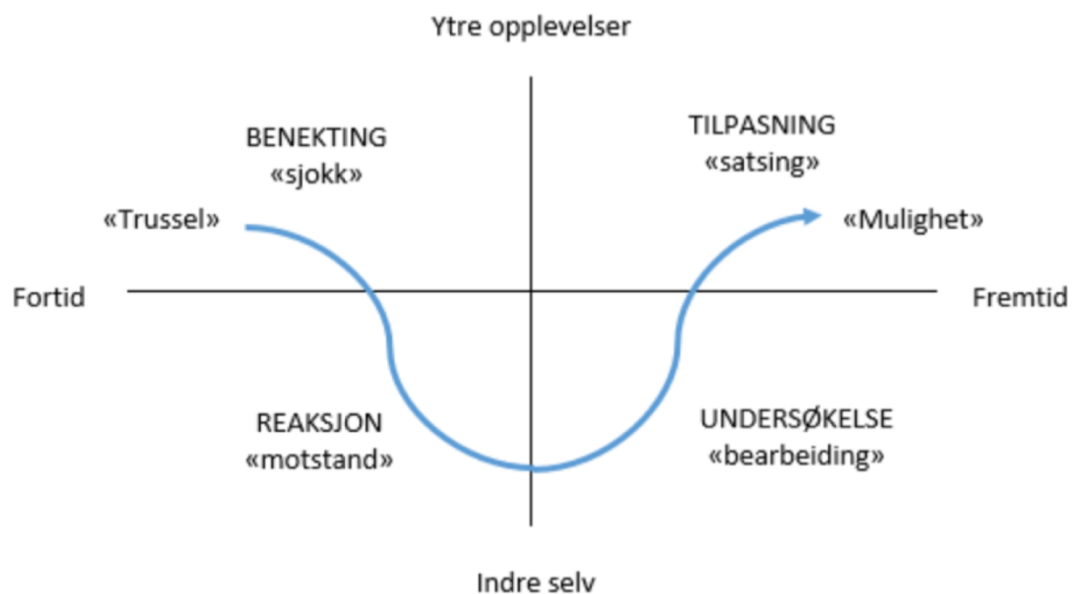 Ytre opplevelser
BENEKTING
«sjokk»
TILPASNING
«satsing»
«Trussel»
«Mulighet»
Fortid
Fremtid
REAKSJON
«motstand»
UNDERSØKELSE
«bearbeiding»
Indre selv